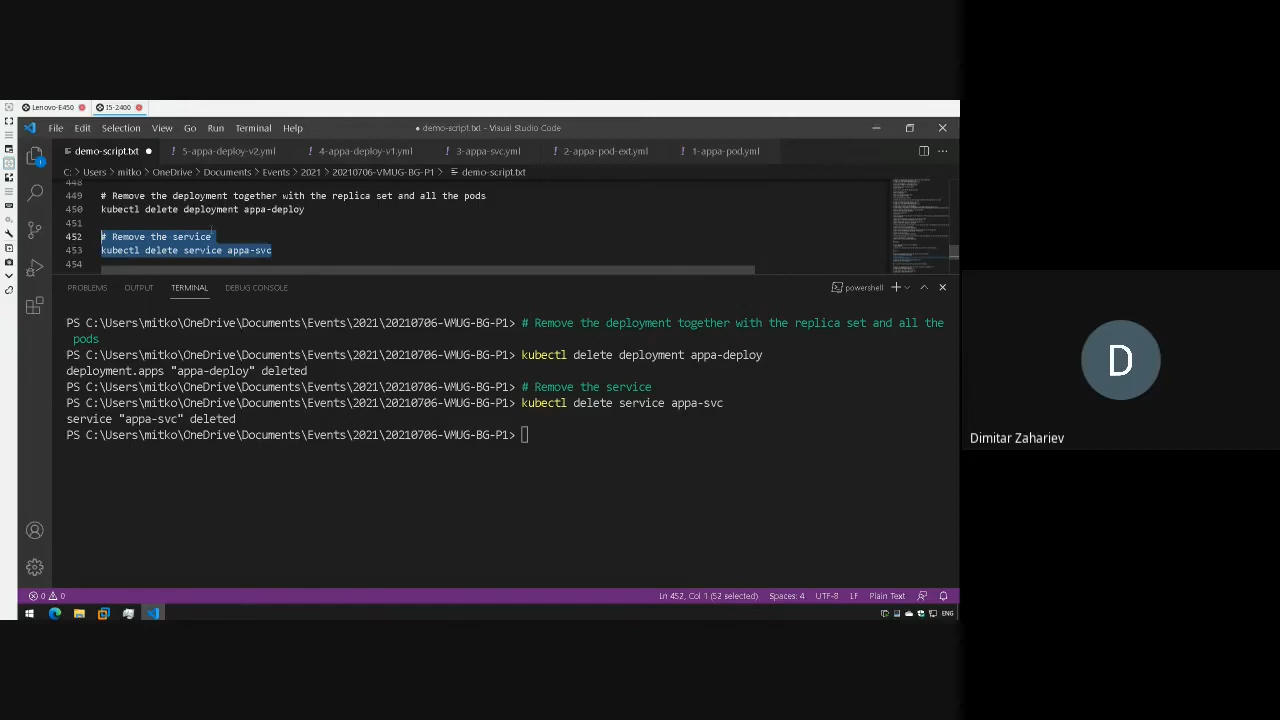 Lenovo-E450 I5-2400
File Edit Selection View Go Run Terminal Help ● demo-script.txt - Visual Studio Code
demo-script.txt ● ! 5-appa-deploy-v2.yml ! 4-appa-deploy-v1.yml ! 3-appa-svc.yml ! 2-appa-pod-ext.yml ! 1-appa-pod.yml
C: > Users > mitko > OneDrive > Documents > Events > 2021 > 20210706-VMUG-BG-P1 > demo-script.txt
448
449 # Remove the deployment together with the replica set and all the pods
450 kubectl delete deployment appa-deploy
451
452 # Remove the service
453 kubectl delete service appa-svc
454
PROBLEMS OUTPUT TERMINAL DEBUG CONSOLE powershell
PS C:\Users\mitko\OneDrive\Documents\Events\2021\20210706-VMUG-BG-P1> # Remove the deployment together with the replica set and all the
pods
PS C:\Users\mitko\OneDrive\Documents\Events\2021\20210706-VMUG-BG-P1> kubectl delete deployment appa-deploy
deployment.apps "appa-deploy" deleted
PS C:\Users\mitko\OneDrive\Documents\Events\2021\20210706-VMUG-BG-P1> # Remove the service
PS C:\Users\mitko\OneDrive\Documents\Events\2021\20210706-VMUG-BG-P1> kubectl delete service appa-svc
service "appa-svc" deleted
PS C:\Users\mitko\OneDrive\Documents\Events\2021\20210706-VMUG-BG-P1>
D
Dimitar Zahariev
0 0 Ln 452, Col 1 (52 selected) Spaces: 4 UTF-8 LF Plain Text
ENG